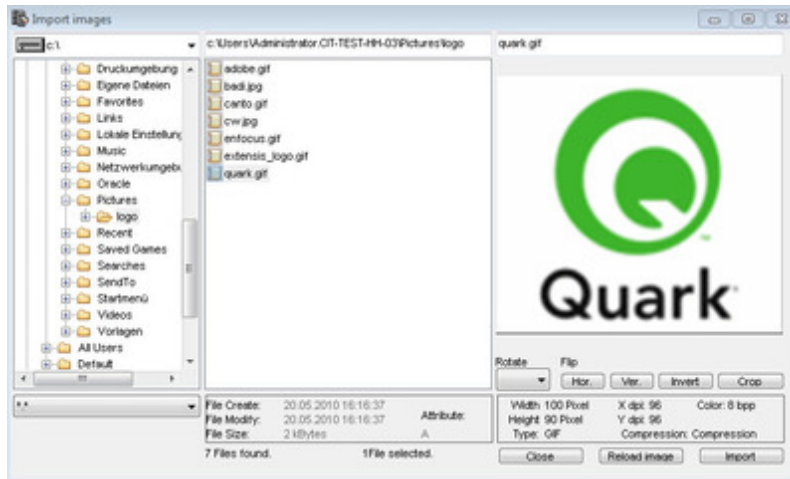 Import images
c:\
c:\Users\Administrator.CIT-TEST-HH-03\Pictures\logo
quark.gif
Druckumgebung
Eigene Dateien
Favorites
Links
Lokale Einstellung
Music
Netzwerkumgebu
Oracle
Pictures
logo
Recent
Saved Games
Searches
SendTo
Startmenü
Videos
Vorlagen
All Users
Default
adobe.gif
badi.jpg
canto.gif
cw.jpg
enfocus.gif
extensis_logo.gif
quark.gif
Quark
TM
Rotate Flip
Hor. Ver. Invert Crop
*.*
File Create: 20.05.2010 16:16:37
File Modify: 20.05.2010 16:16:37 Attribute:
File Size: 2 kBytes A
Width: 100 Pixel X dpi: 96 Color: 8 bpp
Height: 90 Pixel Y dpi: 96
Type: GIF Compression: Compression
7 Files found. 1File selected.
Close Reload image Import